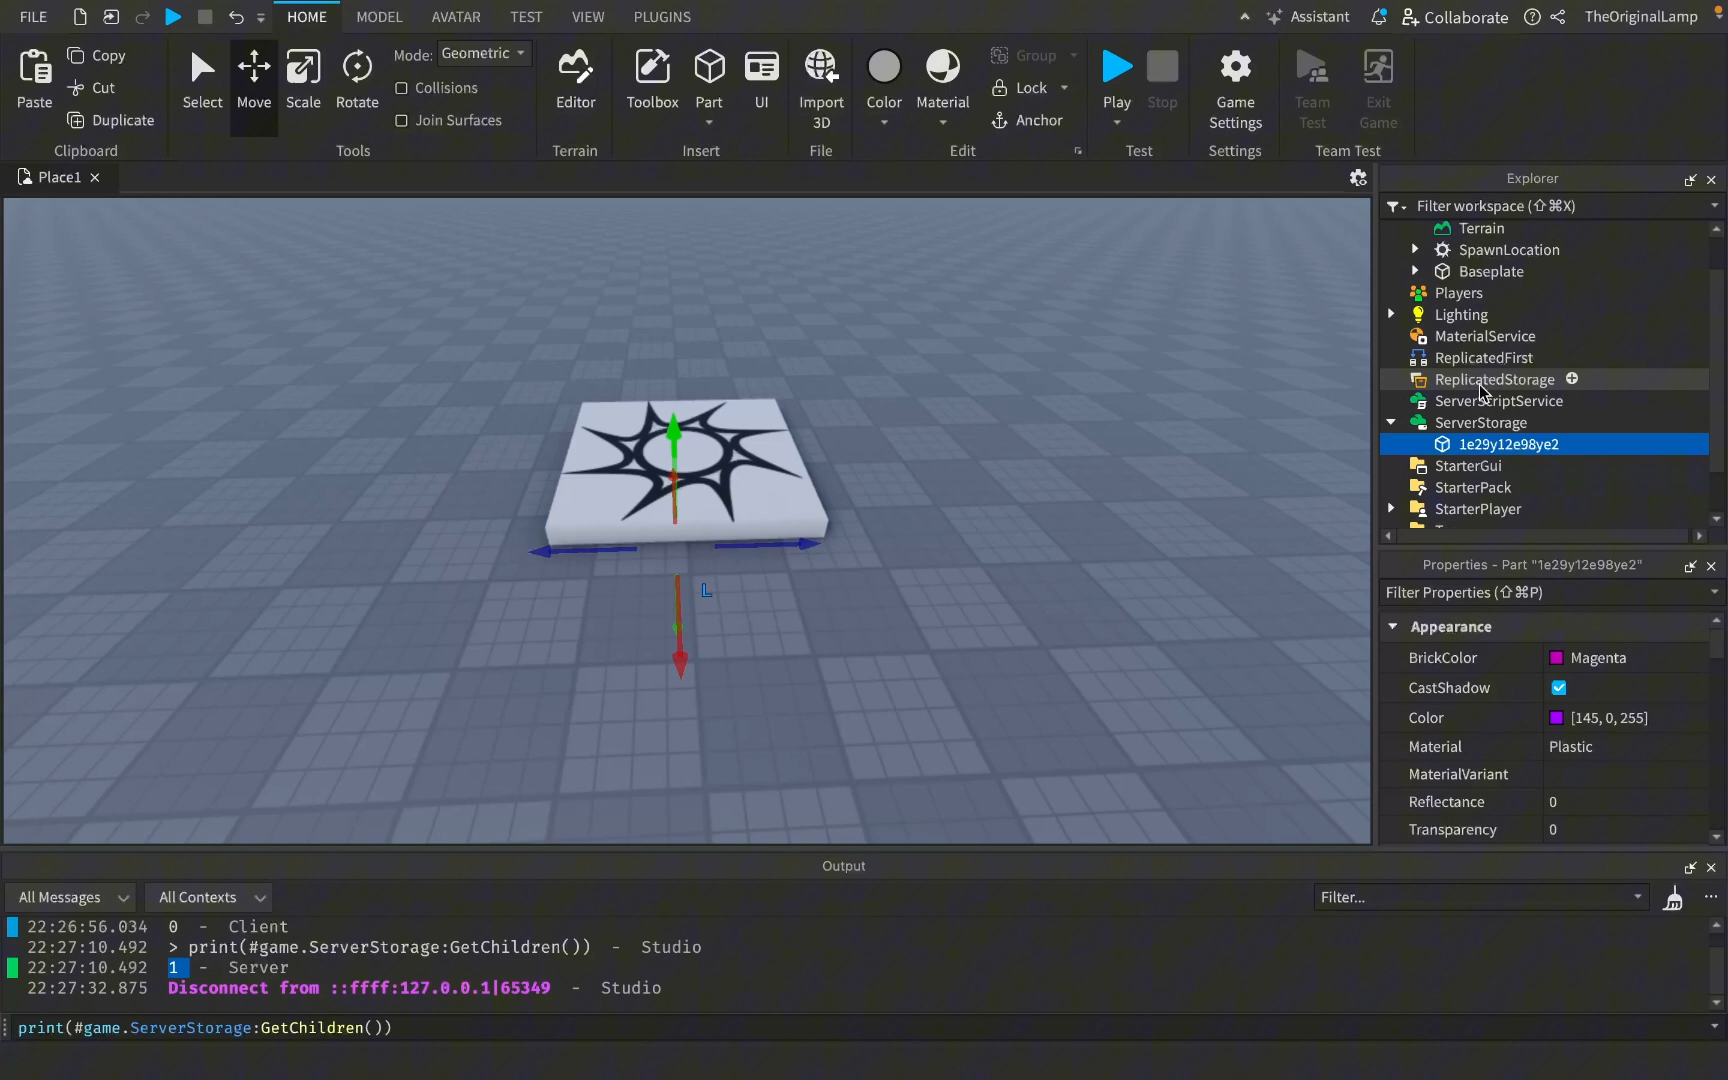 FILE HOME MODEL AVATAR TEST VIEW PLUGINS Assistant Collaborate TheOriginalLamp
Paste Copy Cut Duplicate
Clipboard
Select Move Scale Rotate Mode: Geometric
Collisions
Join Surfaces
Tools
Editor
Terrain
Toolbox Part UI
Insert
Import
3D
File
Color Material Group
Lock
Anchor
Edit
Play Stop
Test
Game
Settings
Settings
Team
Test
Exit
Game
Team Test
Place1
L
Explorer
Filter workspace (⇧⌘X)
Terrain
SpawnLocation
Baseplate
Players
Lighting
MaterialService
ReplicatedFirst
ReplicatedStorage
ServerScriptService
ServerStorage
1e29y12e98ye2
StarterGui
StarterPack
StarterPlayer
Properties - Part "1e29y12e98ye2"
Filter Properties (⇧⌘P)
Appearance
BrickColor Magenta
CastShadow
Color [145, 0, 255]
Material Plastic
MaterialVariant
Reflectance 0
Transparency 0
Output
All Messages All Contexts Filter...
22:26:56.034 0 - Client
22:27:10.492 > print(#game.ServerStorage:GetChildren()) - Studio
22:27:10.492 1 - Server
22:27:32.875 Disconnect from ::ffff:127.0.0.1|65349 - Studio
print(#game.ServerStorage:GetChildren())